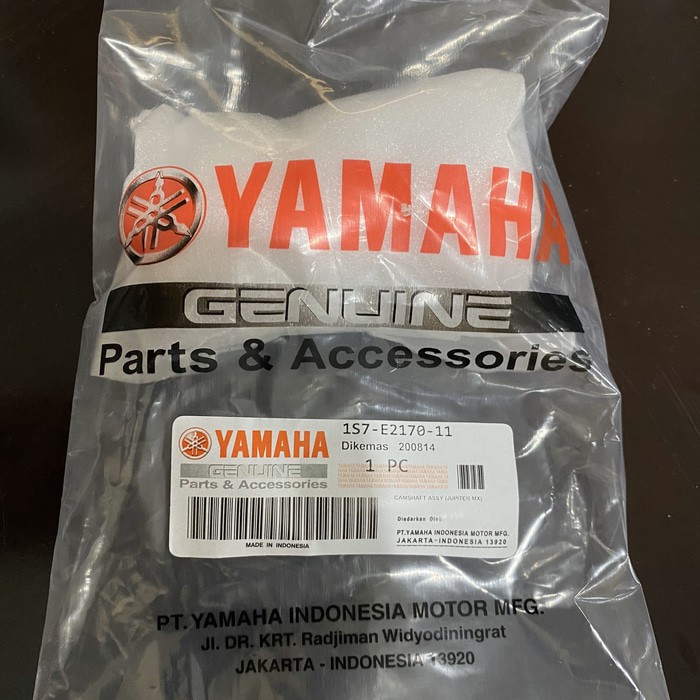 YAMAHA
GENUINE
Parts & Accessories
YAMAHA
GENUINE
Parts & Accessories
MADE IN INDONESIA
1S7-E2170-11
Dikemas 200814
1 PC
CAMSHAFT ASSY (JUPITER MX)
Diedarkan Oleh
PT.YAMAHA INDONESIA MOTOR MFG.
JAKARTA-INDONESIA 13920
PT. YAMAHA INDONESIA MOTOR MFG.
Jl. DR. KRT. Radjiman Widyodiningrat
JAKARTA - INDONESIA 13920